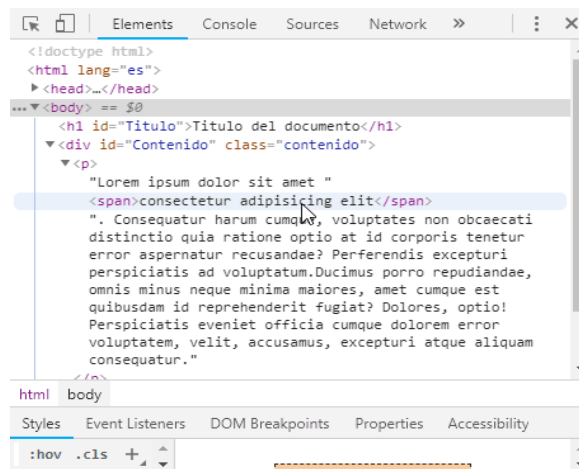 Elements Console Sources Network »
<!doctype html>
<html lang="es">
<head>…</head>
<body> == $0
<h1 id="Titulo">Titulo del documento</h1>
<div id="Contenido" class="contenido">
<p>
"Lorem ipsum dolor sit amet "
<span>consectetur adipisicing elit</span>
". Consequatur harum cumque, voluptates non obcaecati
distinctio quia ratione optio at id corporis tenetur
error aspernatur recusandae? Perferendis excepturi
perspiciatis ad voluptatum.Ducimus porro repudiandae,
omnis minus neque minima maiores, amet cumque est
quibusdam id reprehenderit fugiat? Dolores, optio!
Perspiciatis eveniet officia cumque dolorem error
voluptatem, velit, accusamus, excepturi atque aliquam
consequatur."
</p>
html body
Styles Event Listeners DOM Breakpoints Properties Accessibility
:hov .cls +